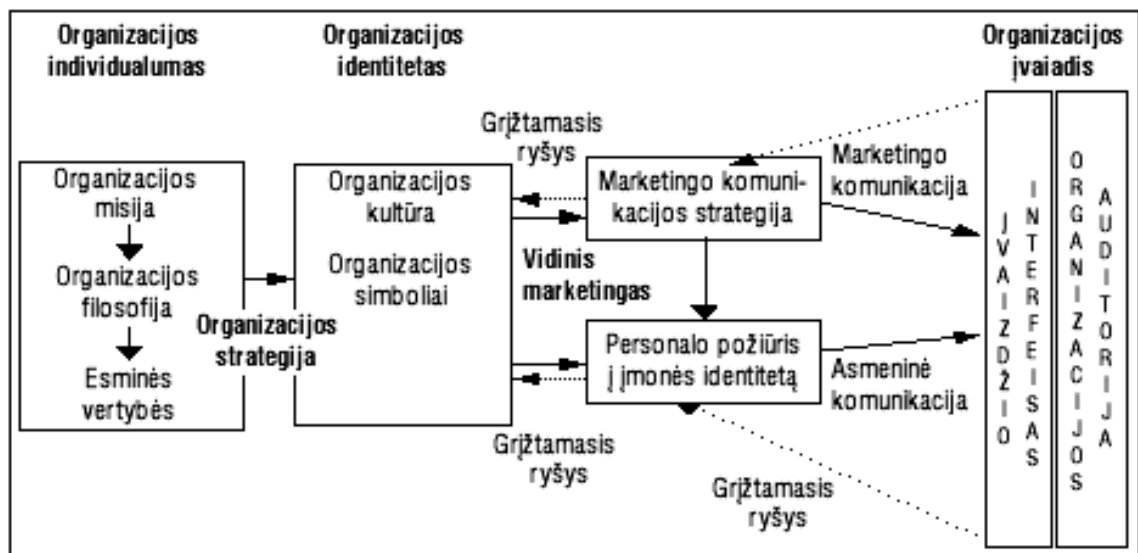 Organizacijos
individualumas
Organizacijos
identitetas
Organizacijos
įvaiadis
Organizacijos
misija
Organizacijos
filosofija
Esminės
vertybės
Organizacijos
strategija
Organizacijos
kultūra
Organizacijos
simboliai
Grįžtamasis
ryšys
Vidinis
marketingas
Grįžtamasis
ryšys
Marketingo komuni-
kacijos strategija
Personalo požiūris
į įmonės identitetą
Marketingo
komunikacija
Asmeninė
komunikacija
Grįžtamasis
ryšys
ĮVAIZDŽIO
INTERFEISAS
ORGANIZACIJOS
AUDITORIJA